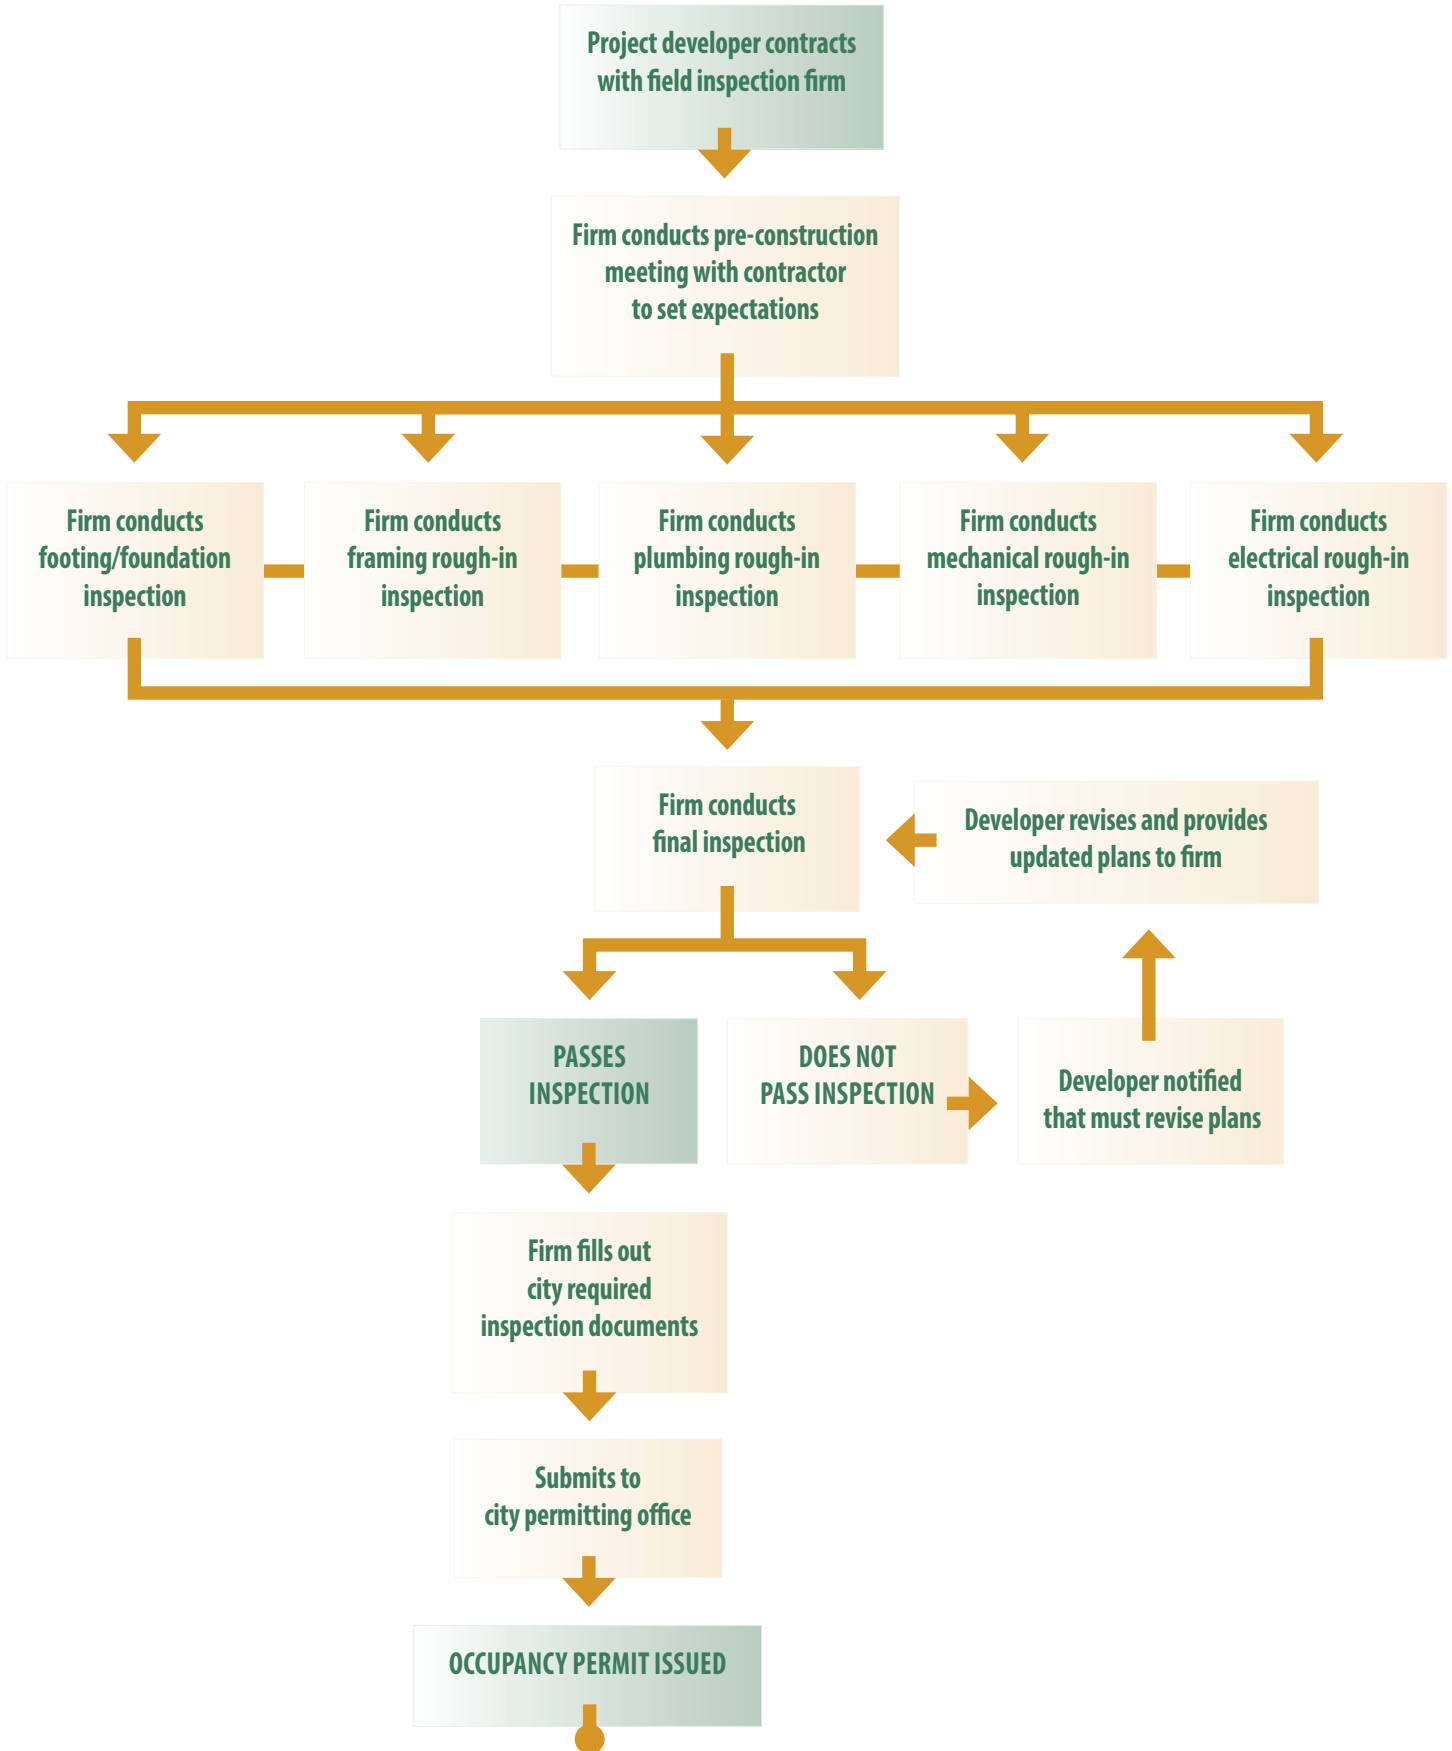 Project developer contracts
with field inspection firm
Firm conducts pre-construction
meeting with contractor
to set expectations
Firm conducts
footing/foundation
inspection
Firm conducts
framing rough-in
inspection
Firm conducts
plumbing rough-in
inspection
Firm conducts
mechanical rough-in
inspection
Firm conducts
electrical rough-in
inspection
Firm conducts
final inspection
Developer revises and provides
updated plans to firm
PASSES
INSPECTION
DOES NOT
PASS INSPECTION
Developer notified
that must revise plans
Firm fills out
city required
inspection documents
Submits to
city permitting office
OCCUPANCY PERMIT ISSUED